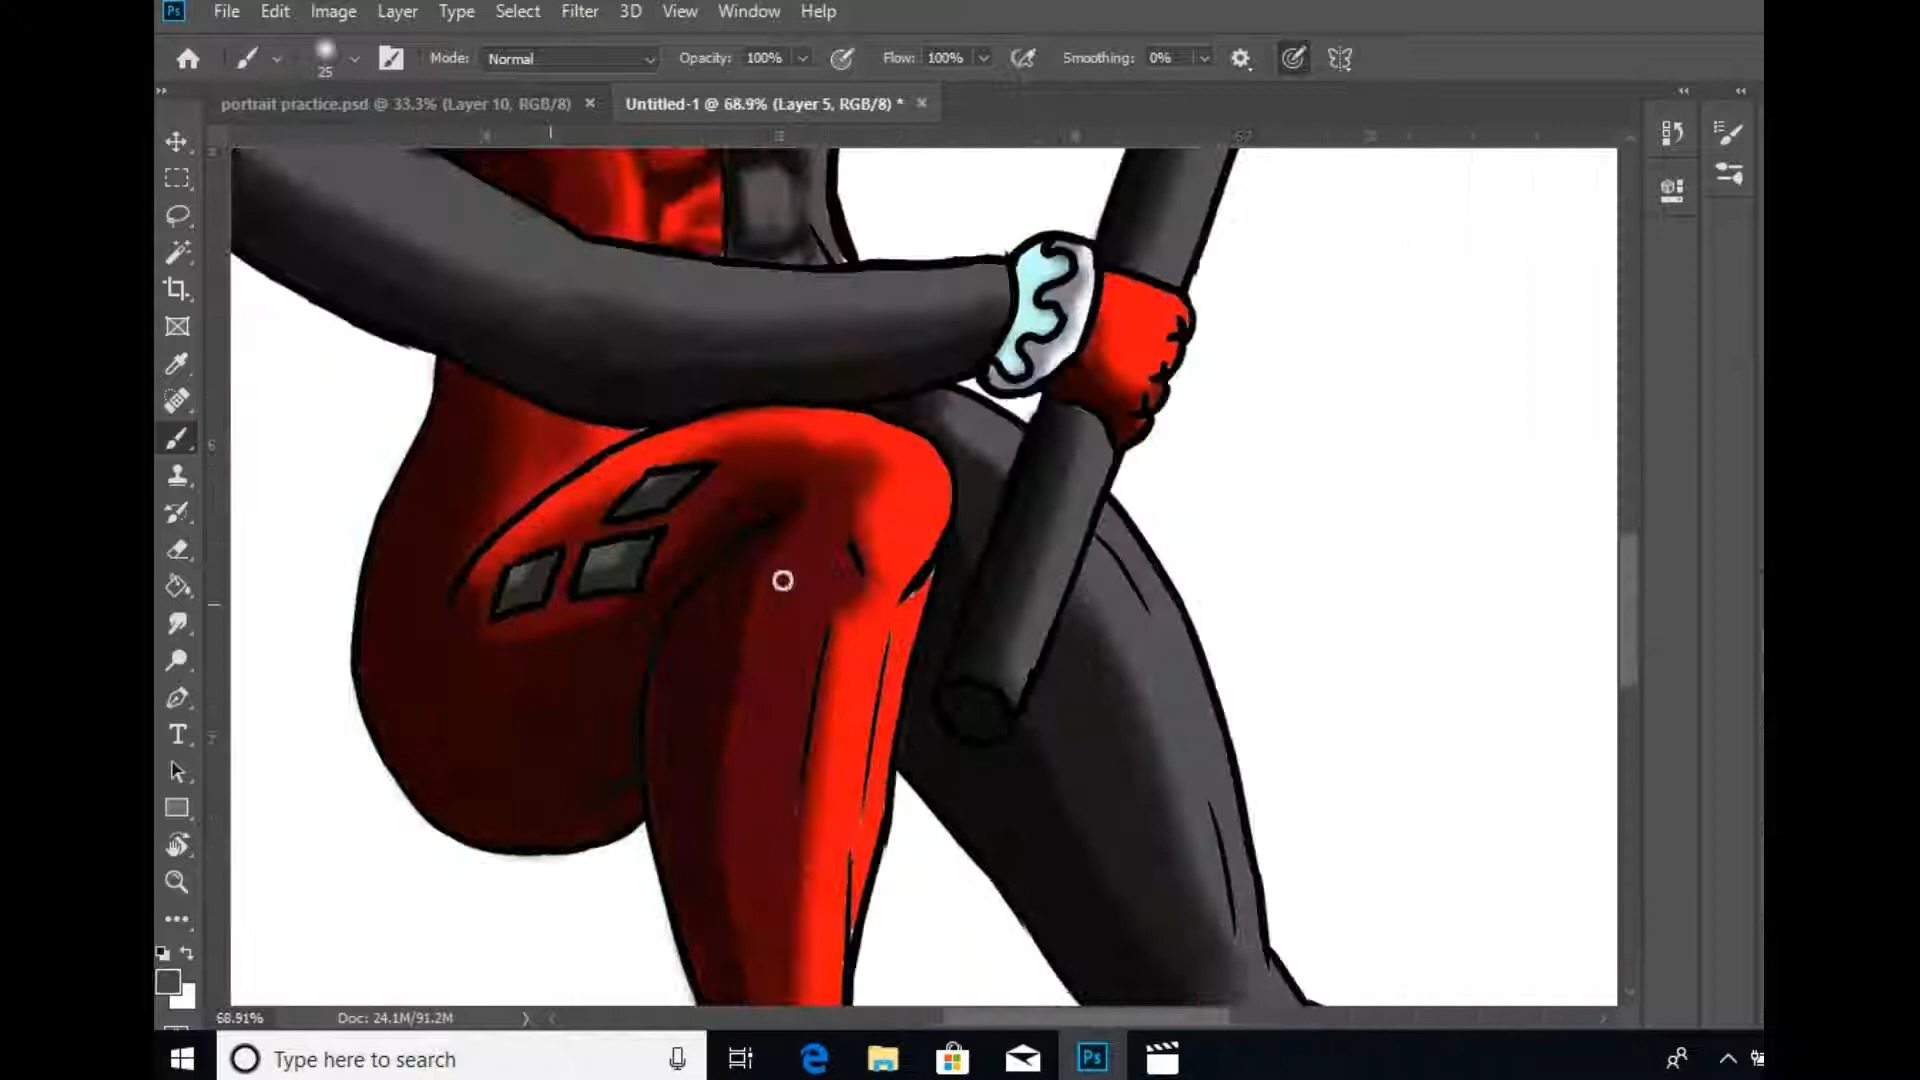 Ps File Edit Image Layer Type Select Filter 3D View Window Help
25 Mode: Normal Opacity: 100% Flow: 100% Smoothing: 0%
portrait practice.psd @ 33.3% (Layer 10, RGB/8) × Untitled-1 @ 68.9% (Layer 5, RGB/8) * ×
68.91% Doc: 24.1M/91.2M
Type here to search
Ps